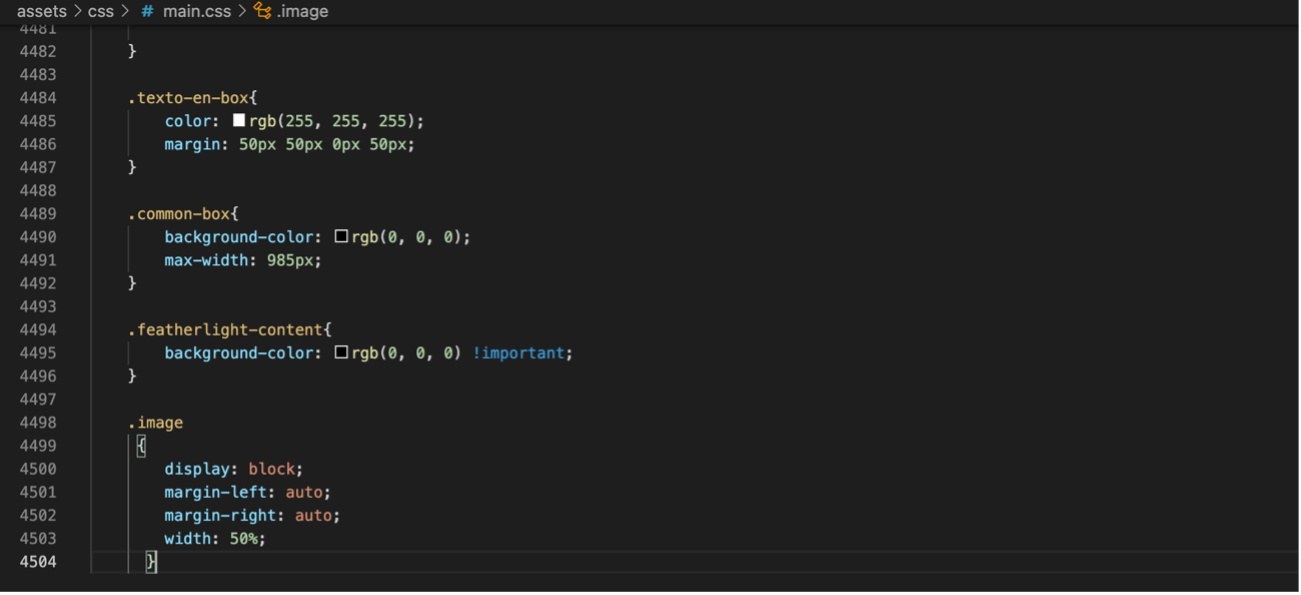 assets > css > # main.css > .image
4481
4482 }
4483
4484 .texto-en-box{
4485 color: rgb(255, 255, 255);
4486 margin: 50px 50px 0px 50px;
4487 }
4488
4489 .common-box{
4490 background-color: rgb(0, 0, 0);
4491 max-width: 985px;
4492 }
4493
4494 .featherlight-content{
4495 background-color: rgb(0, 0, 0) !important;
4496 }
4497
4498 .image
4499 {
4500 display: block;
4501 margin-left: auto;
4502 margin-right: auto;
4503 width: 50%;
4504 }